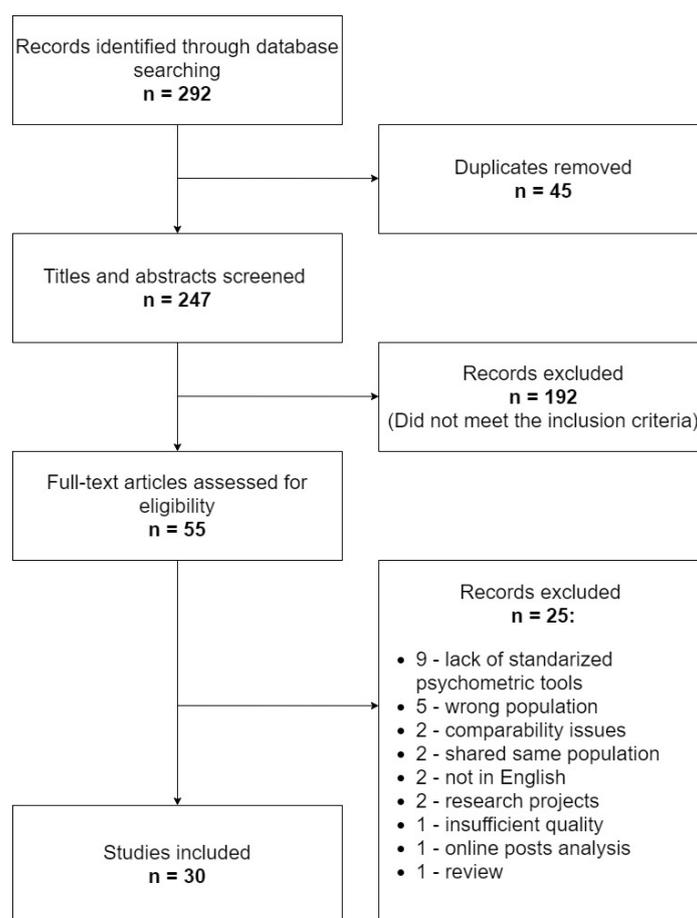 Records identified through database
searching
n = 292
Duplicates removed
n = 45
Titles and abstracts screened
n = 247
Records excluded
n = 192
(Did not meet the inclusion criteria)
Full-text articles assessed for
eligibility
n = 55
Records excluded
n = 25:
• 9 - lack of standarized
psychometric tools
• 5 - wrong population
• 2 - comparability issues
• 2 - shared same population
• 2 - not in English
• 2 - research projects
• 1 - insufficient quality
• 1 - online posts analysis
• 1 - review
Studies included
n = 30